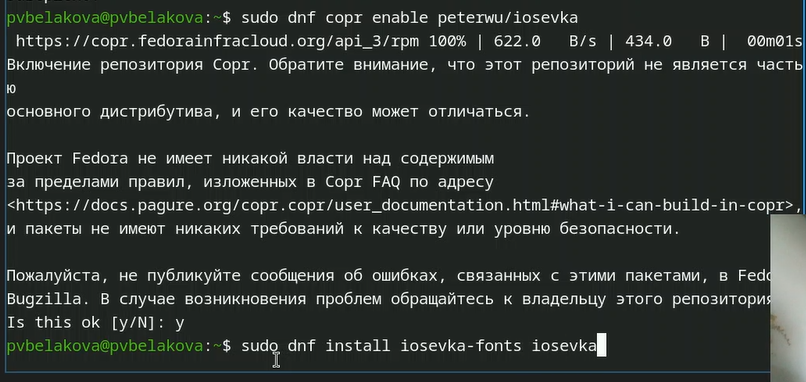 pvbelakova@pvbelakova:~$ sudo dnf copr enable peterwu/iosevka
https://copr.fedorainfracloud.org/api_3/rpm 100% | 622.0 B/s | 434.0 B | 00m01s
Включение репозитория Copr. Обратите внимание, что этот репозиторий не является часть
ю
основного дистрибутива, и его качество может отличаться.
Проект Fedora не имеет никакой власти над содержимым
за пределами правил, изложенных в Copr FAQ по адресу
<https://docs.pagure.org/copr.copr/user_documentation.html#what-i-can-build-in-copr>,
и пакеты не имеют никаких требований к качеству или уровню безопасности.
Пожалуйста, не публикуйте сообщения об ошибках, связанных с этими пакетами, в Fedo
Bugzilla. В случае возникновения проблем обращайтесь к владельцу этого репозитория
Is this ok [y/N]: y
pvbelakova@pvbelakova:~$ sudo dnf install iosevka-fonts iosevka